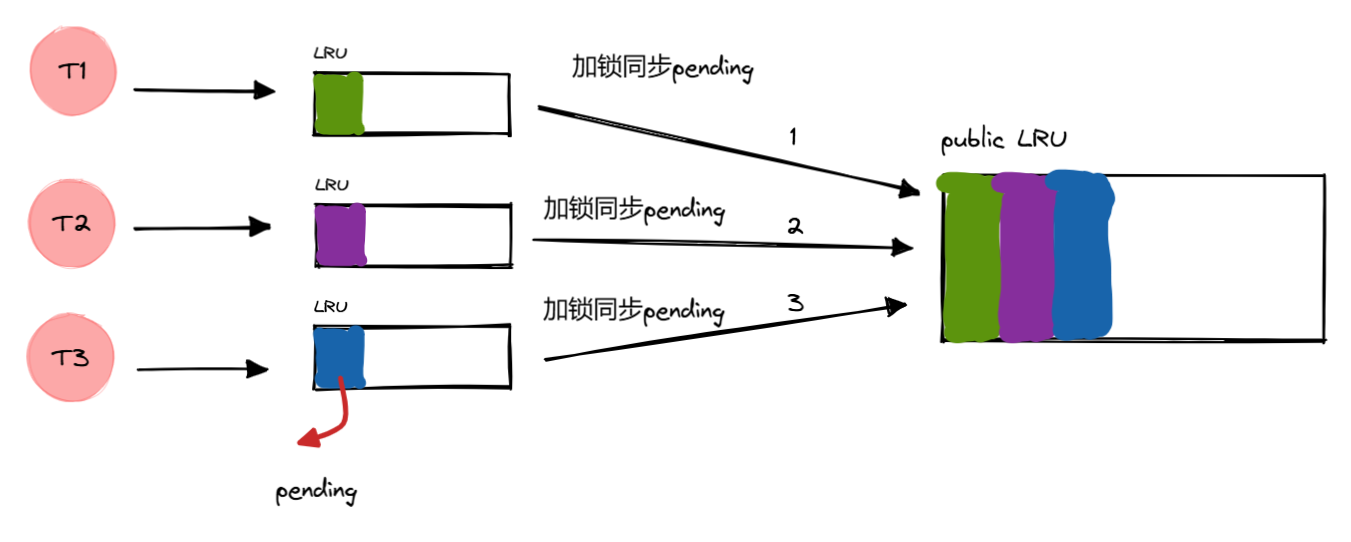 T1
LRU
加锁同步pending
1
public LRU
T2
LRU
加锁同步pending
2
T3
LRU
加锁同步pending
3
pending